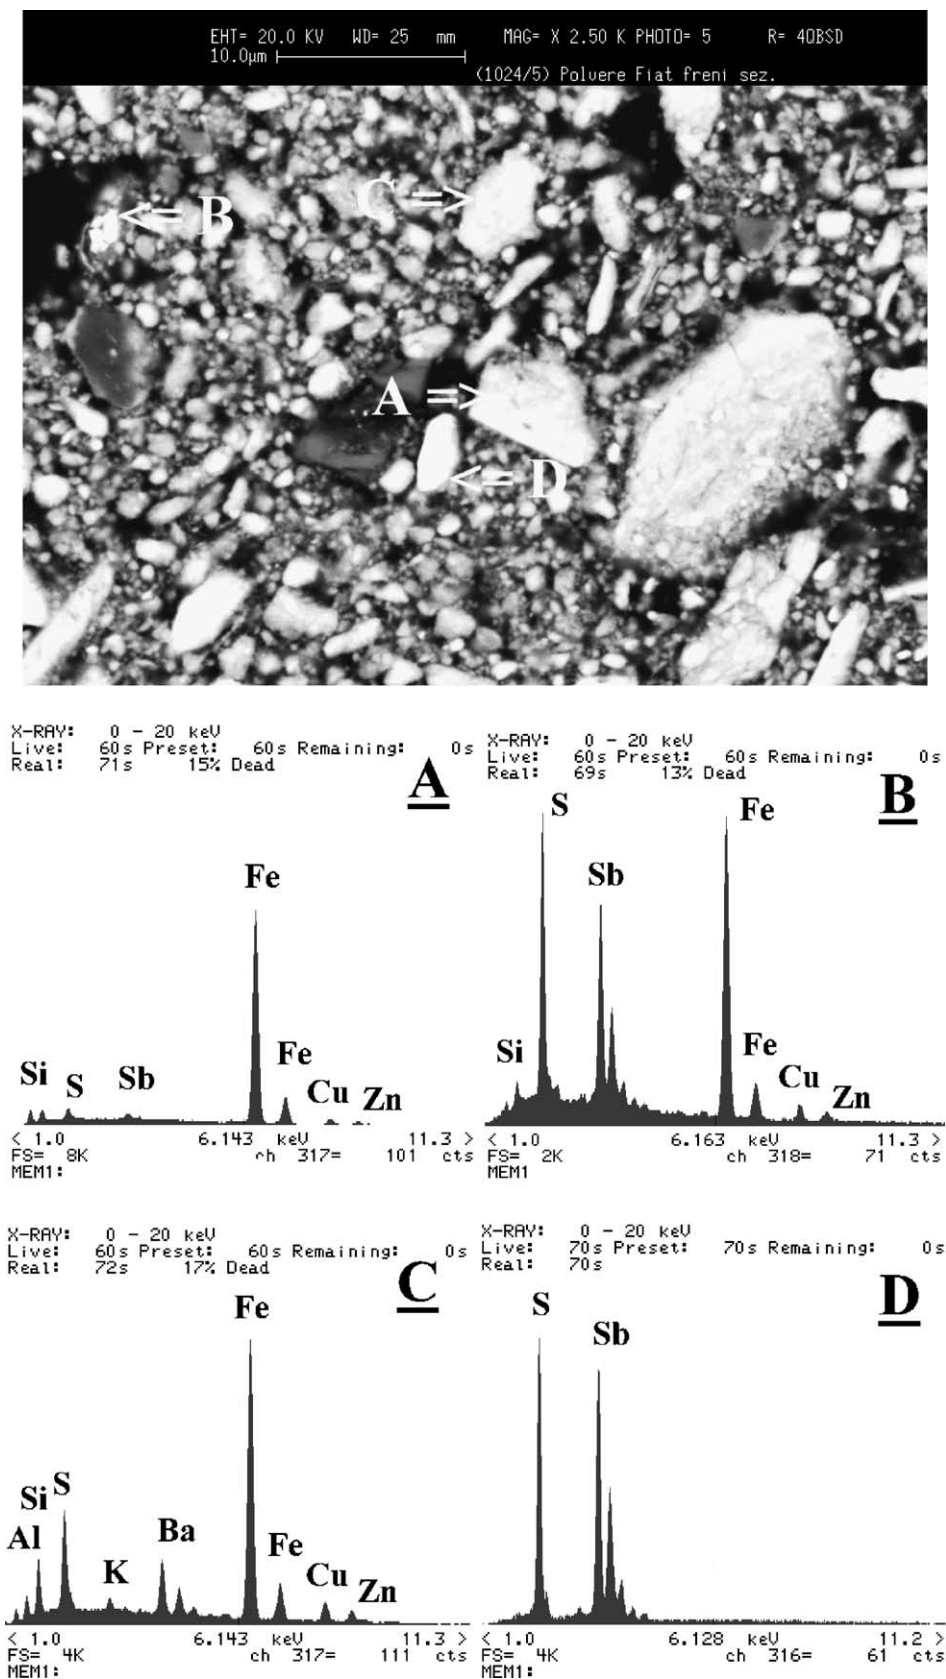 EHT= 20.0 KV WD= 25 mm MAG= X 2.50 K PHOTO= 5 R= 4OBSD
10.0µm
(1024/5) Polvere Fiat freni sez.
C =>
<= B
A =>
<= D
X-RAY: 0 - 20 keV
Live: 60s Preset: 60s Remaining: 0s
Real: 71s 15% Dead
A
Fe
Si S Sb Fe Cu Zn
< 1.0 6.143 keV 11.3 >
FS= 8K ch 317= 101 cts
MEM1:
X-RAY: 0 - 20 keV
Live: 60s Preset: 60s Remaining: 0s
Real: 69s 13% Dead
B
S Fe
Sb
Si Fe Cu Zn
< 1.0 6.163 keV 11.3 >
FS= 2K ch 318= 71 cts
MEM1
X-RAY: 0 - 20 keV
Live: 60s Preset: 60s Remaining: 0s
Real: 72s 17% Dead
C
Fe
Si S
Al K Ba Fe Cu Zn
< 1.0 6.143 keV 11.3 >
FS= 4K ch 317= 111 cts
MEM1:
X-RAY: 0 - 20 keV
Live: 70s Preset: 70s Remaining: 0s
Real: 70s
D
S Sb
< 1.0 6.128 keV 11.2 >
FS= 4K ch 316= 61 cts
MEM1: